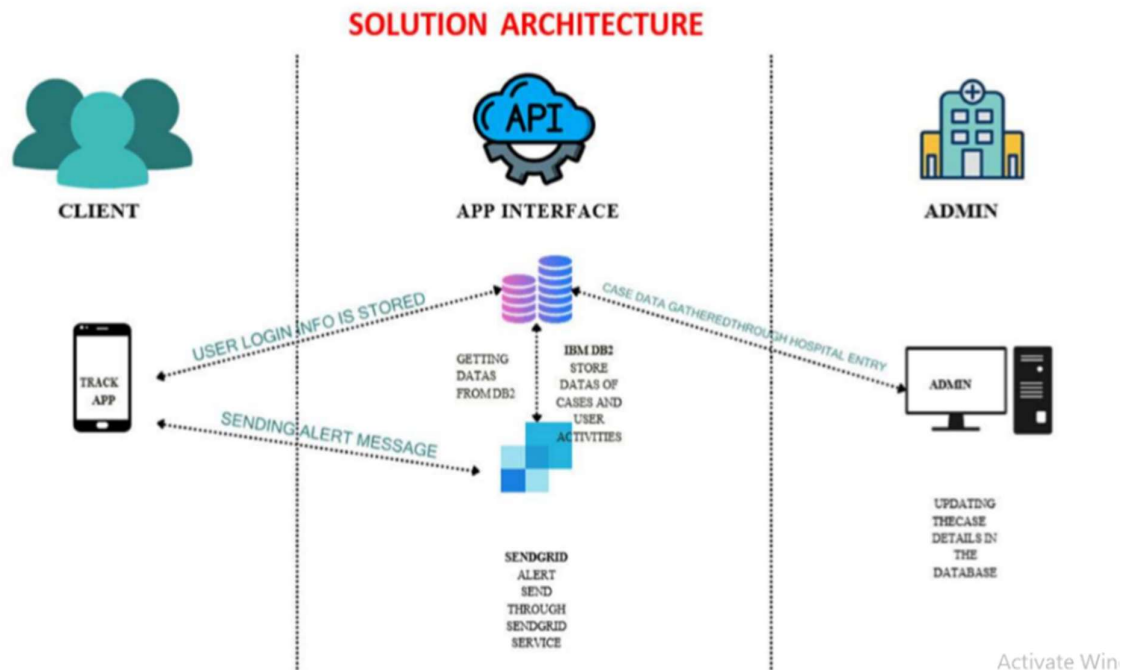 SOLUTION ARCHITECTURE
API
CLIENT
APP INTERFACE
ADMIN
USER LOGIN INFO IS STORED
CASE DATA GATHEREDTHROUGH HOSPITAL ENTRY
TRACK
APP
GETTING
DATAS
FROM DB2
IBM DB2
STORE
DATAS OF
CASES AND
USER
ACTIVITIES
ADMIN
SENDING ALERT MESSAGE
UPDATING
THECASE
DETAILS IN
THE
DATABASE
SENDGRID
ALERT
SEND
THROUGH
SENDGRID
SERVICE
Activate Win